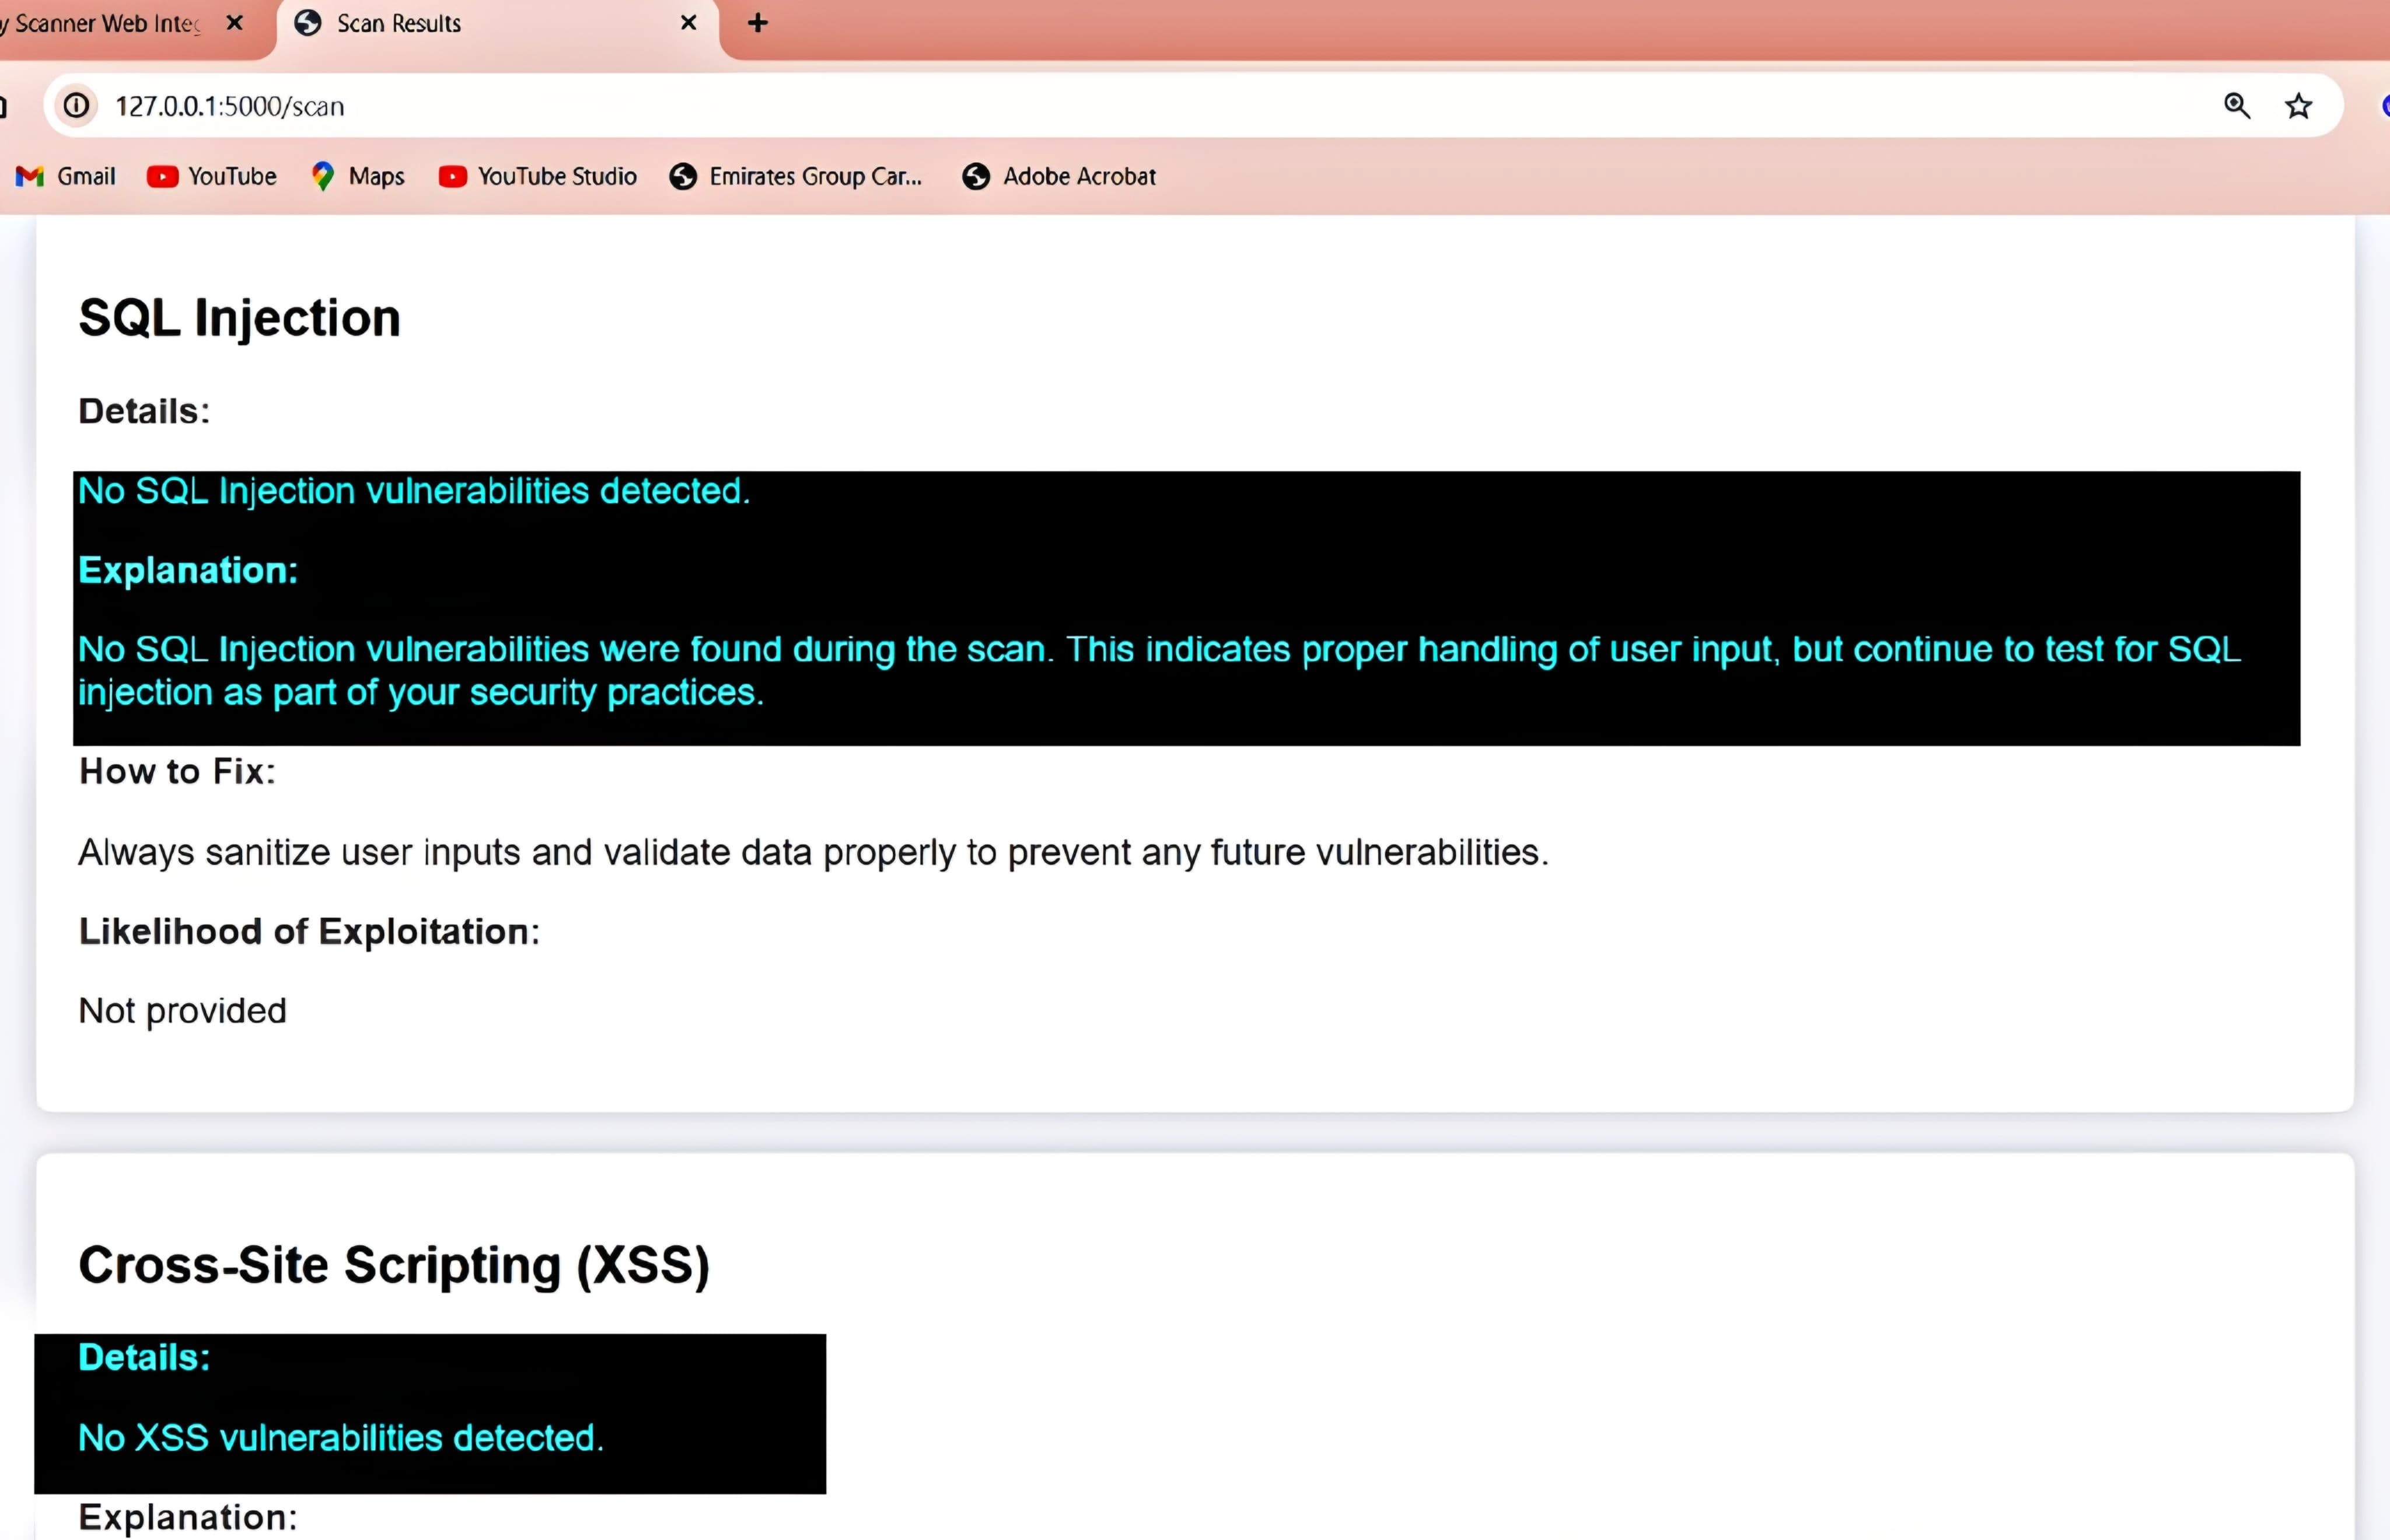 y Scanner Web Inte
Scan Results
127.0.0.1:5000/scan
Gmail YouTube Maps YouTube Studio Emirates Group Car... Adobe Acrobat
SQL Injection
Details:
No SQL Injection vulnerabilities detected.
Explanation:
No SQL Injection vulnerabilities were found during the scan. This indicates proper handling of user input, but continue to test for SQL
injection as part of your security practices.
How to Fix:
Always sanitize user inputs and validate data properly to prevent any future vulnerabilities.
Likelihood of Exploitation:
Not provided
Cross-Site Scripting (XSS)
Details:
No XSS vulnerabilities detected.
Explanation: